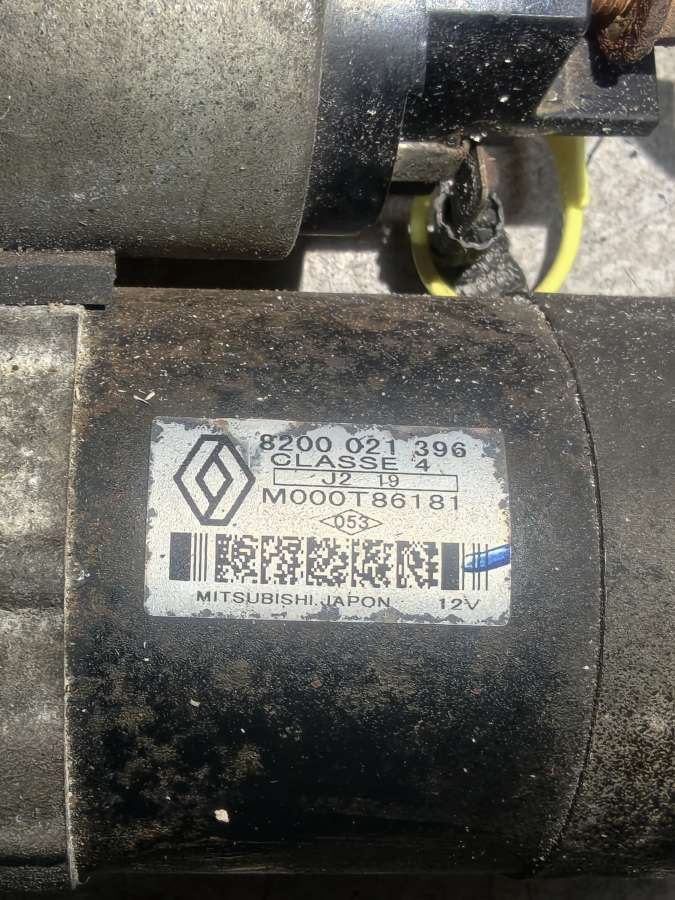 8200 021 396
CLASSE 4
J2 19
M000T86181
053
MITSUBISHI JAPON 12V